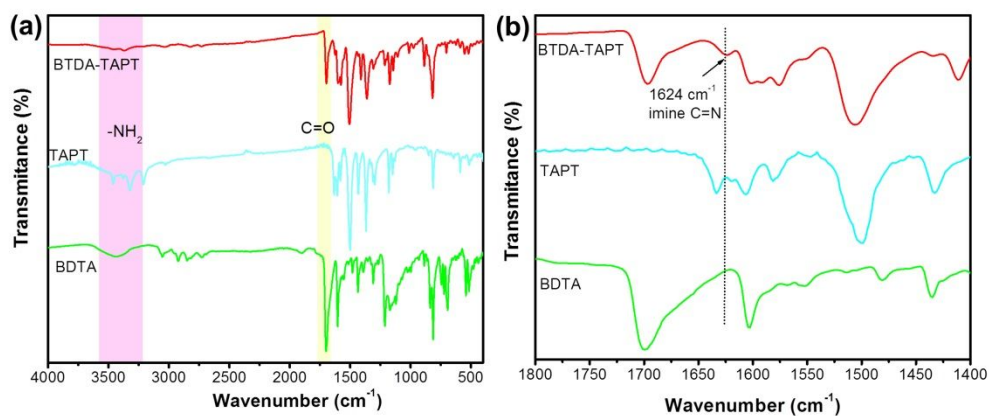 (a)
BTDA-TAPT
-NH2
C=O
TAPT
BDTA
Transmitance (%)
4000 3500 3000 2500 2000 1500 1000 500
Wavenumber (cm-1)
(b)
BTDA-TAPT
1624 cm-1
imine C=N
TAPT
BDTA
Transmitance (%)
1800 1750 1700 1650 1600 1550 1500 1450 1400
Wavenumber (cm-1)